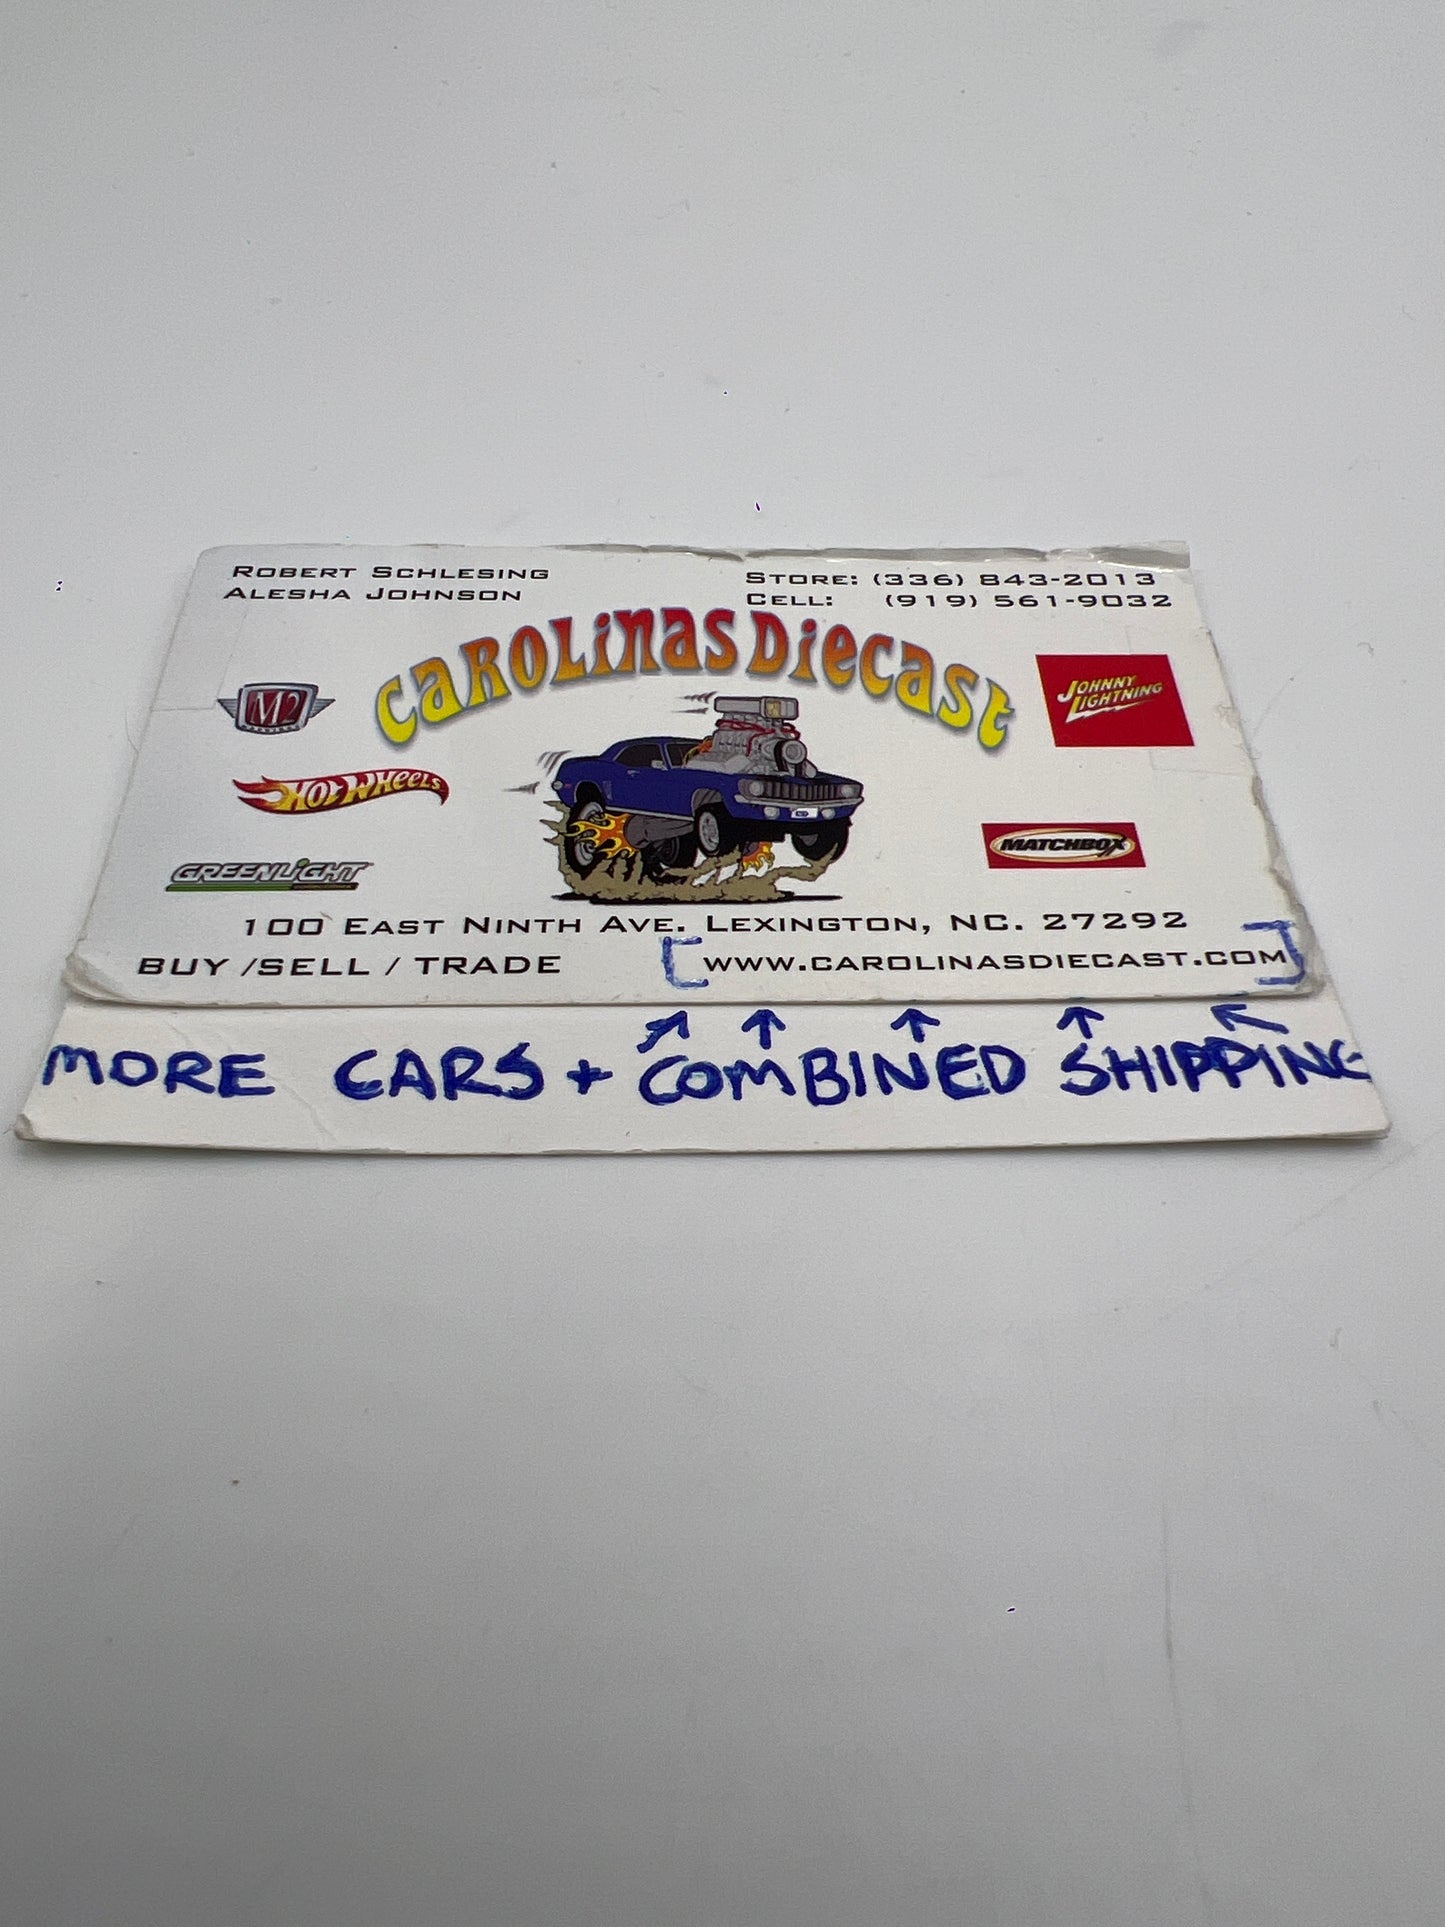 ROBERT SCHLESING
ALESHA JOHNSON
STORE: (336) 843-2013
CELL: (919) 561-9032
CAROLINAS DIECAST
M2
JOHNNY LIGHTNING
HOT WHEELS
MATCHBOX
GREENLIGHT
100 EAST NINTH AVE. LEXINGTON, NC. 27292
BUY /SELL / TRADE
[WWW.CAROLINASDIECAST.COM]
MORE CARS + COMBINED SHIPPING